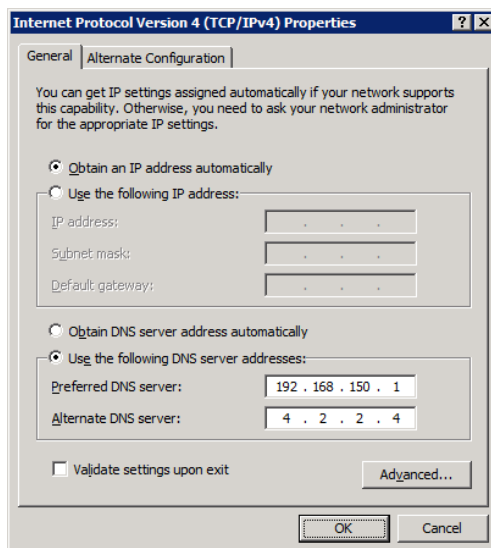 Internet Protocol Version 4 (TCP/IPv4) Properties ? X
General Alternate Configuration
You can get IP settings assigned automatically if your network supports
this capability. Otherwise, you need to ask your network administrator
for the appropriate IP settings.
Obtain an IP address automatically
Use the following IP address:
IP address: . . .
Subnet mask: . . .
Default gateway: . . .
Obtain DNS server address automatically
Use the following DNS server addresses:
Preferred DNS server: 192 . 168 . 150 . 1
Alternate DNS server: 4 . 2 . 2 . 4
Validate settings upon exit
Advanced...
OK Cancel